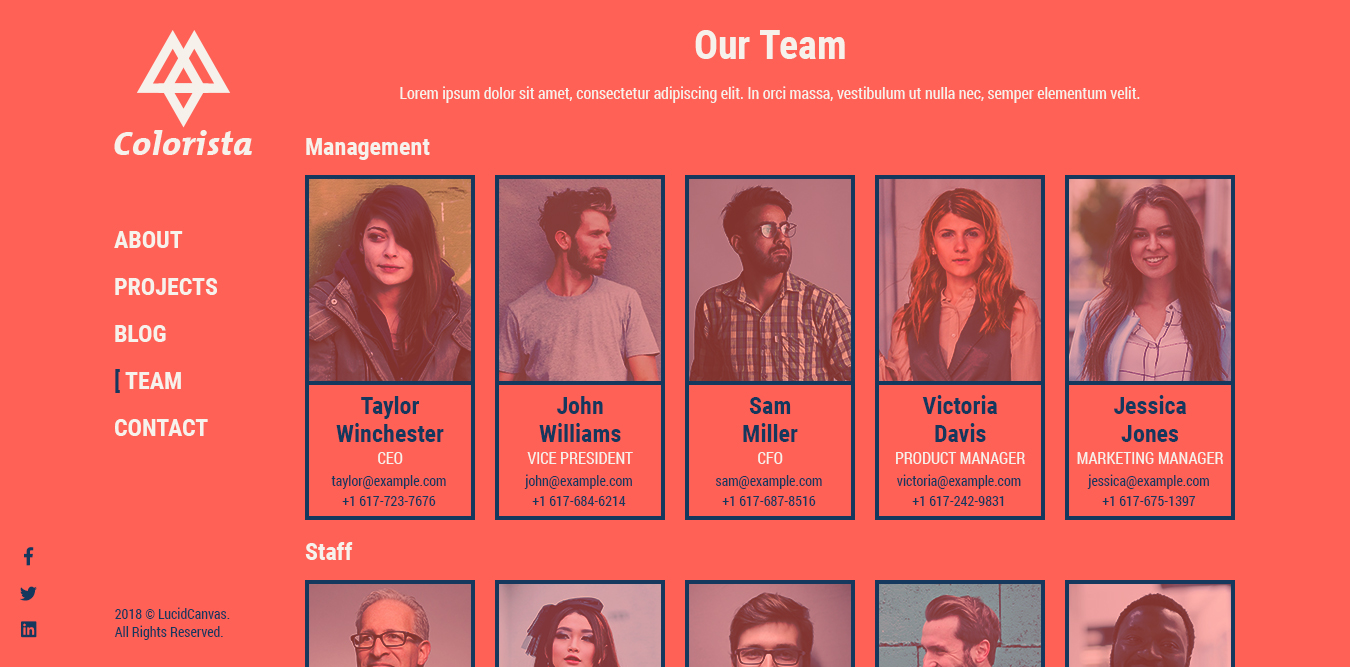 Colorista
ABOUT
PROJECTS
BLOG
[ TEAM
CONTACT
2018 © LucidCanvas.
All Rights Reserved.
Our Team
Lorem ipsum dolor sit amet, consectetur adipiscing elit. In orci massa, vestibulum ut nulla nec, semper elementum velit.
Management
Taylor
Winchester
CEO
taylor@example.com
+1 617-723-7676
John
Williams
VICE PRESIDENT
john@example.com
+1 617-684-6214
Sam
Miller
CFO
sam@example.com
+1 617-687-8516
Victoria
Davis
PRODUCT MANAGER
victoria@example.com
+1 617-242-9831
Jessica
Jones
MARKETING MANAGER
jessica@example.com
+1 617-675-1397
Staff